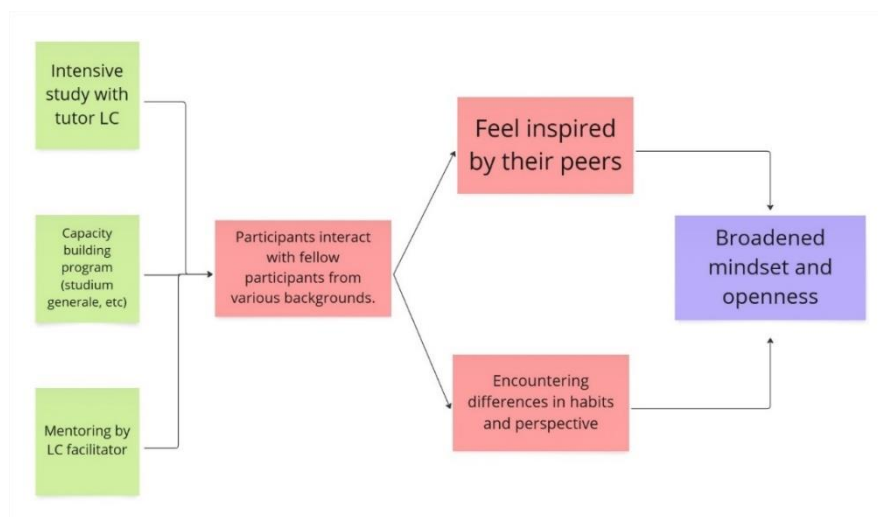 Intensive
study with
tutor LC
Capacity
building
program
(studium
generale, etc)
Mentoring by
LC facilitator
Participants interact
with fellow
participants from
various backgrounds.
Feel inspired
by their peers
Encountering
differences in habits
and perspective
Broadened
mindset and
openness